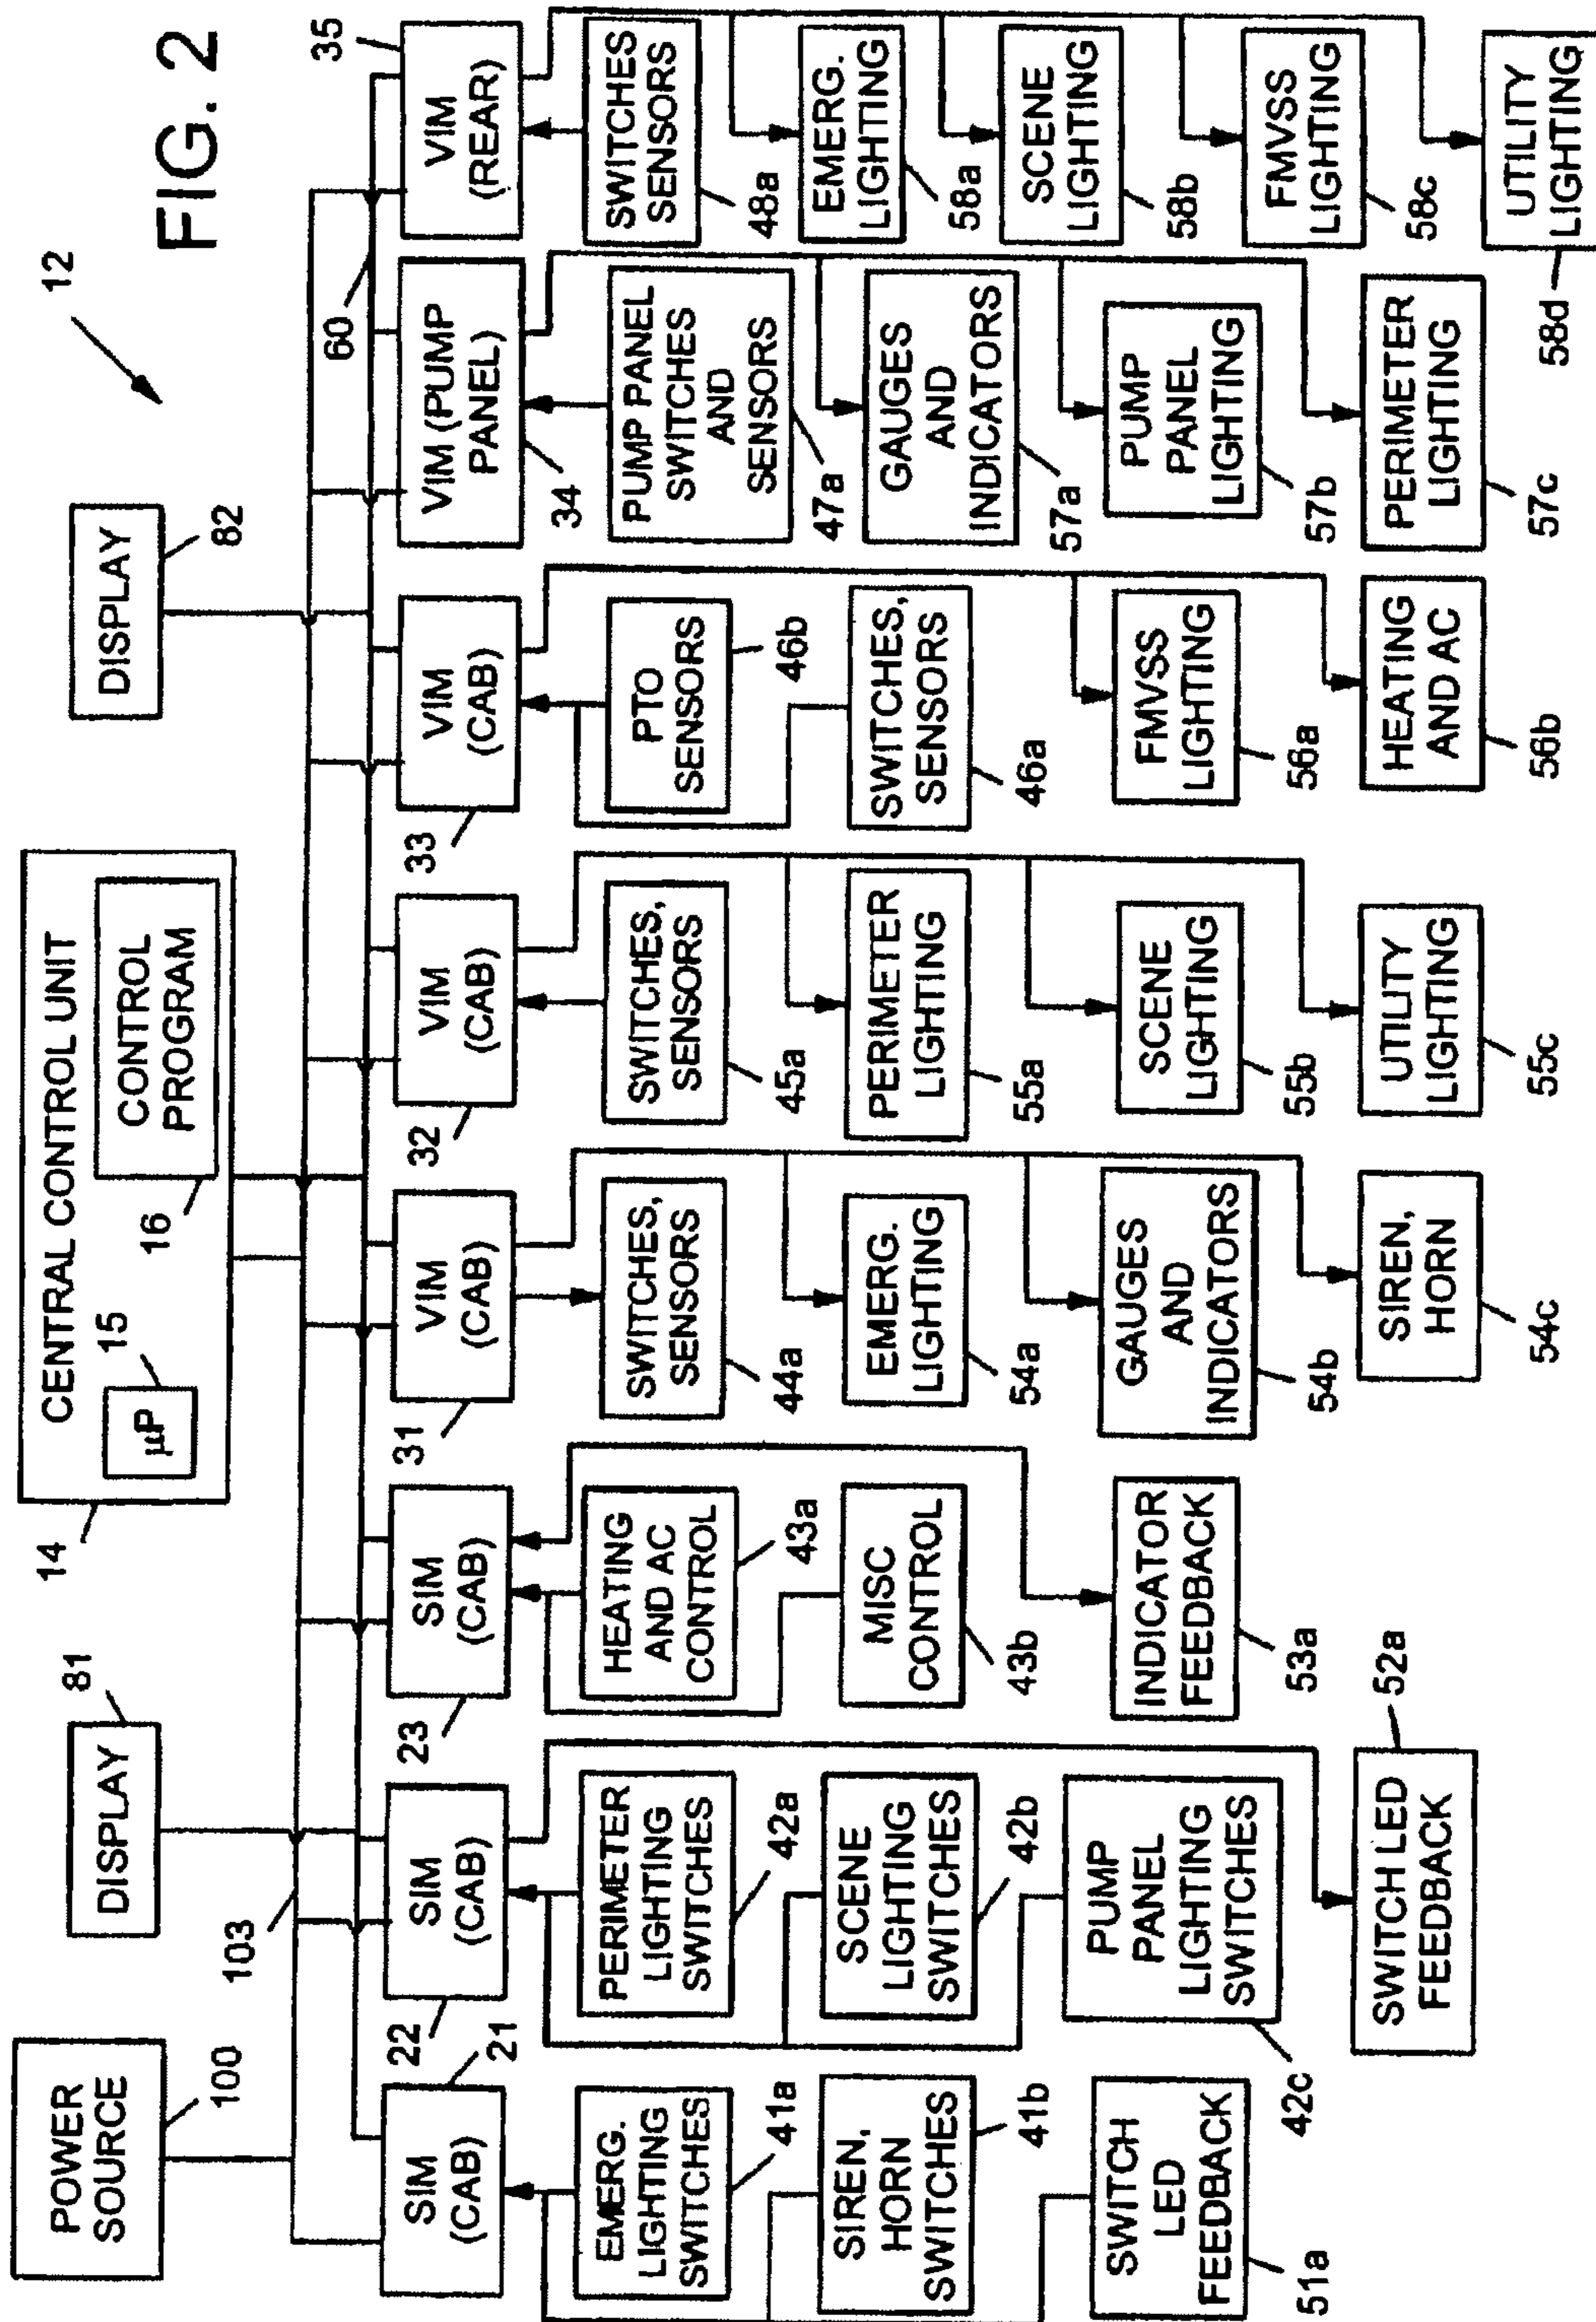 FIG. 2
12
POWER
SOURCE
100
DISPLAY
81
103
CENTRAL CONTROL UNIT
14
µP
15
CONTROL
PROGRAM
16
DISPLAY
82
60
SIM
(CAB)
21
EMERG.
LIGHTING
SWITCHES
41a
SIREN,
HORN
SWITCHES
41b
SWITCH
LED
FEEDBACK
51a
SIM
(CAB)
22
PERIMETER
LIGHTING
SWITCHES
42a
SCENE
LIGHTING
SWITCHES
42b
PUMP
PANEL
LIGHTING
SWITCHES
42c
SWITCH LED
FEEDBACK
52a
SIM
(CAB)
23
HEATING
AND AC
CONTROL
43a
MISC
CONTROL
43b
INDICATOR
FEEDBACK
53a
VIM
(CAB)
31
SWITCHES,
SENSORS
44a
EMERG.
LIGHTING
54a
GAUGES
AND
INDICATORS
54b
SIREN,
HORN
54c
VIM
(CAB)
32
SWITCHES,
SENSORS
45a
PERIMETER
LIGHTING
55a
SCENE
LIGHTING
55b
UTILITY
LIGHTING
55c
VIM
(CAB)
33
PTO
SENSORS
46b
SWITCHES,
SENSORS
46a
FMVSS
LIGHTING
56a
HEATING
AND AC
56b
VIM (PUMP
PANEL)
34
PUMP PANEL
SWITCHES
AND
SENSORS
47a
GAUGES
AND
INDICATORS
57a
PUMP
PANEL
LIGHTING
57b
PERIMETER
LIGHTING
57c
VIM
(REAR)
35
SWITCHES
SENSORS
48a
EMERG.
LIGHTING
58a
SCENE
LIGHTING
58b
FMVSS
LIGHTING
58c
UTILITY
LIGHTING
58d